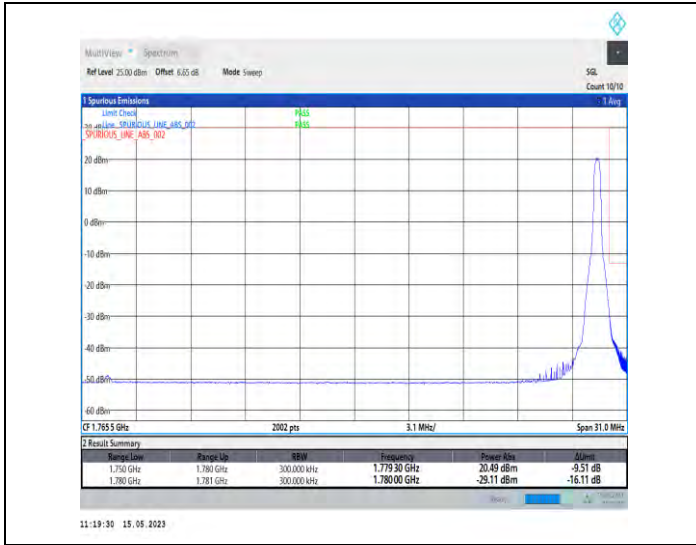 MultiView Spectrum
Ref Level 25.00 dBm Offset 6.65 dB Mode Sweep SGL
Count 10/10
1 Spurious Emissions 1 Avg
Limit Check PASS
Line _SPURIOUS_LINE_ABS_002 PASS
_SPURIOUS_LINE_ABS_002
20 dBm
10 dBm
0 dBm
-10 dBm
-20 dBm
-30 dBm
-40 dBm
-50 dBm
-60 dBm
CF 1.765 5 GHz 2002 pts 3.1 MHz/ Span 31.0 MHz
2 Result Summary
Range Low Range Up RBW Frequency Power Abs ΔLimit
1.750 GHz 1.780 GHz 300.000 kHz 1.779 30 GHz 20.49 dBm -9.51 dB
1.780 GHz 1.781 GHz 300.000 kHz 1.780 00 GHz -29.11 dBm -16.11 dB
11:19:30 15.05.2023